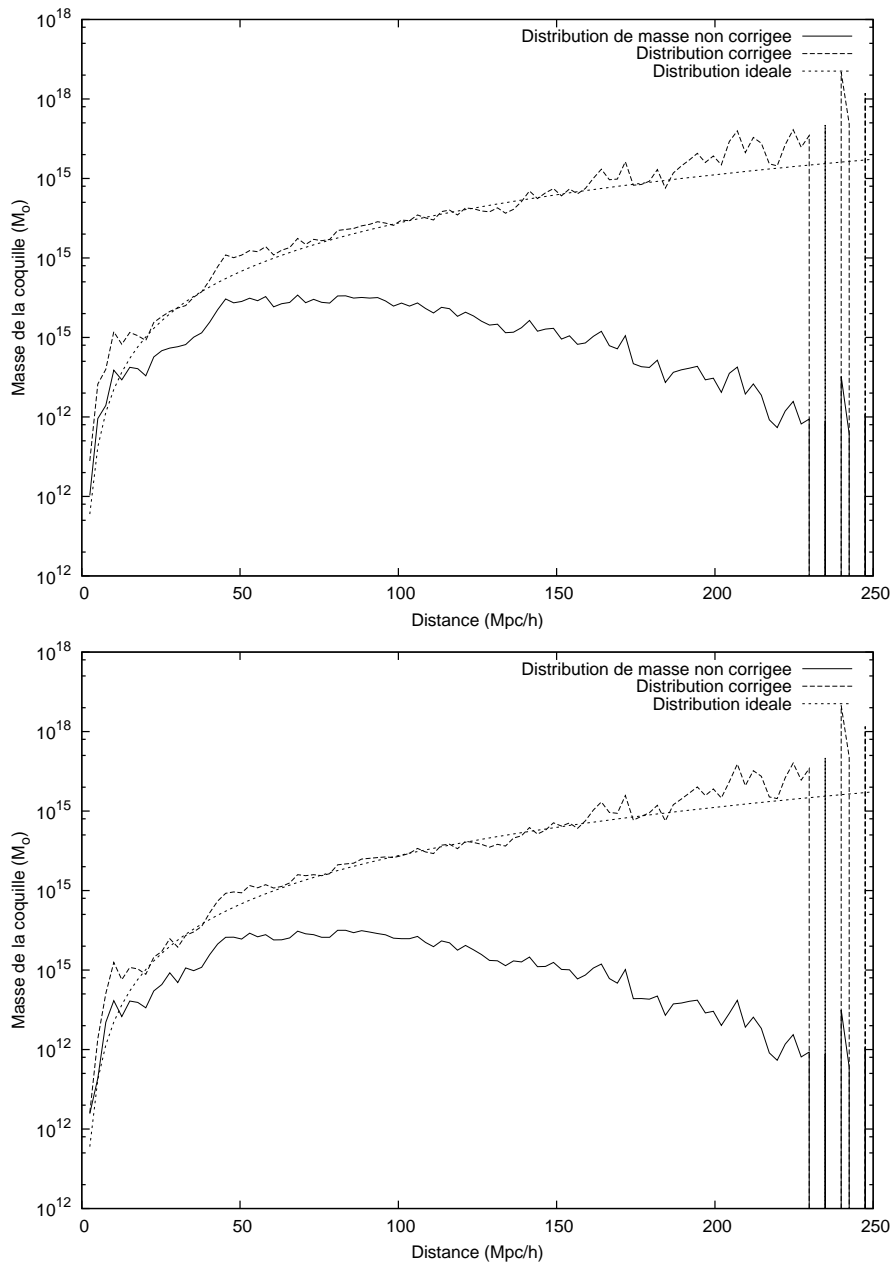 10^18
10^18
10^15
10^15
10^15
10^12
10^12
10^12
Masse de la coquille (M_o)
Distribution de masse non corrigee
Distribution corrigee
Distribution ideale
0 50 100 150 200 250
Distance (Mpc/h)
10^18
10^18
10^15
10^15
10^15
10^12
10^12
10^12
Masse de la coquille (M_o)
Distribution de masse non corrigee
Distribution corrigee
Distribution ideale
0 50 100 150 200 250
Distance (Mpc/h)